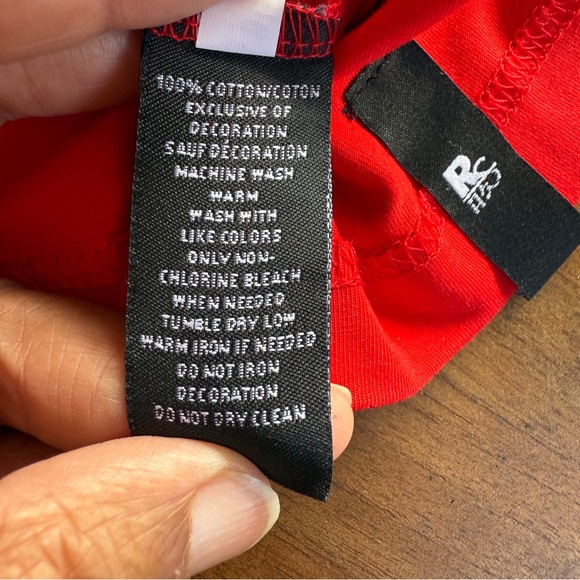 100% COTTON/COTON
EXCLUSIVE OF
DECORATION
SAUF DÉCORATION
MACHINE WASH
WARM
WASH WITH
LIKE COLORS
ONLY NON-
CHLORINE BLEACH
WHEN NEEDED
TUMBLE DRY LOW
WARM IRON IF NEEDED
DO NOT IRON
DECORATION
DO NOT DRY CLEAN